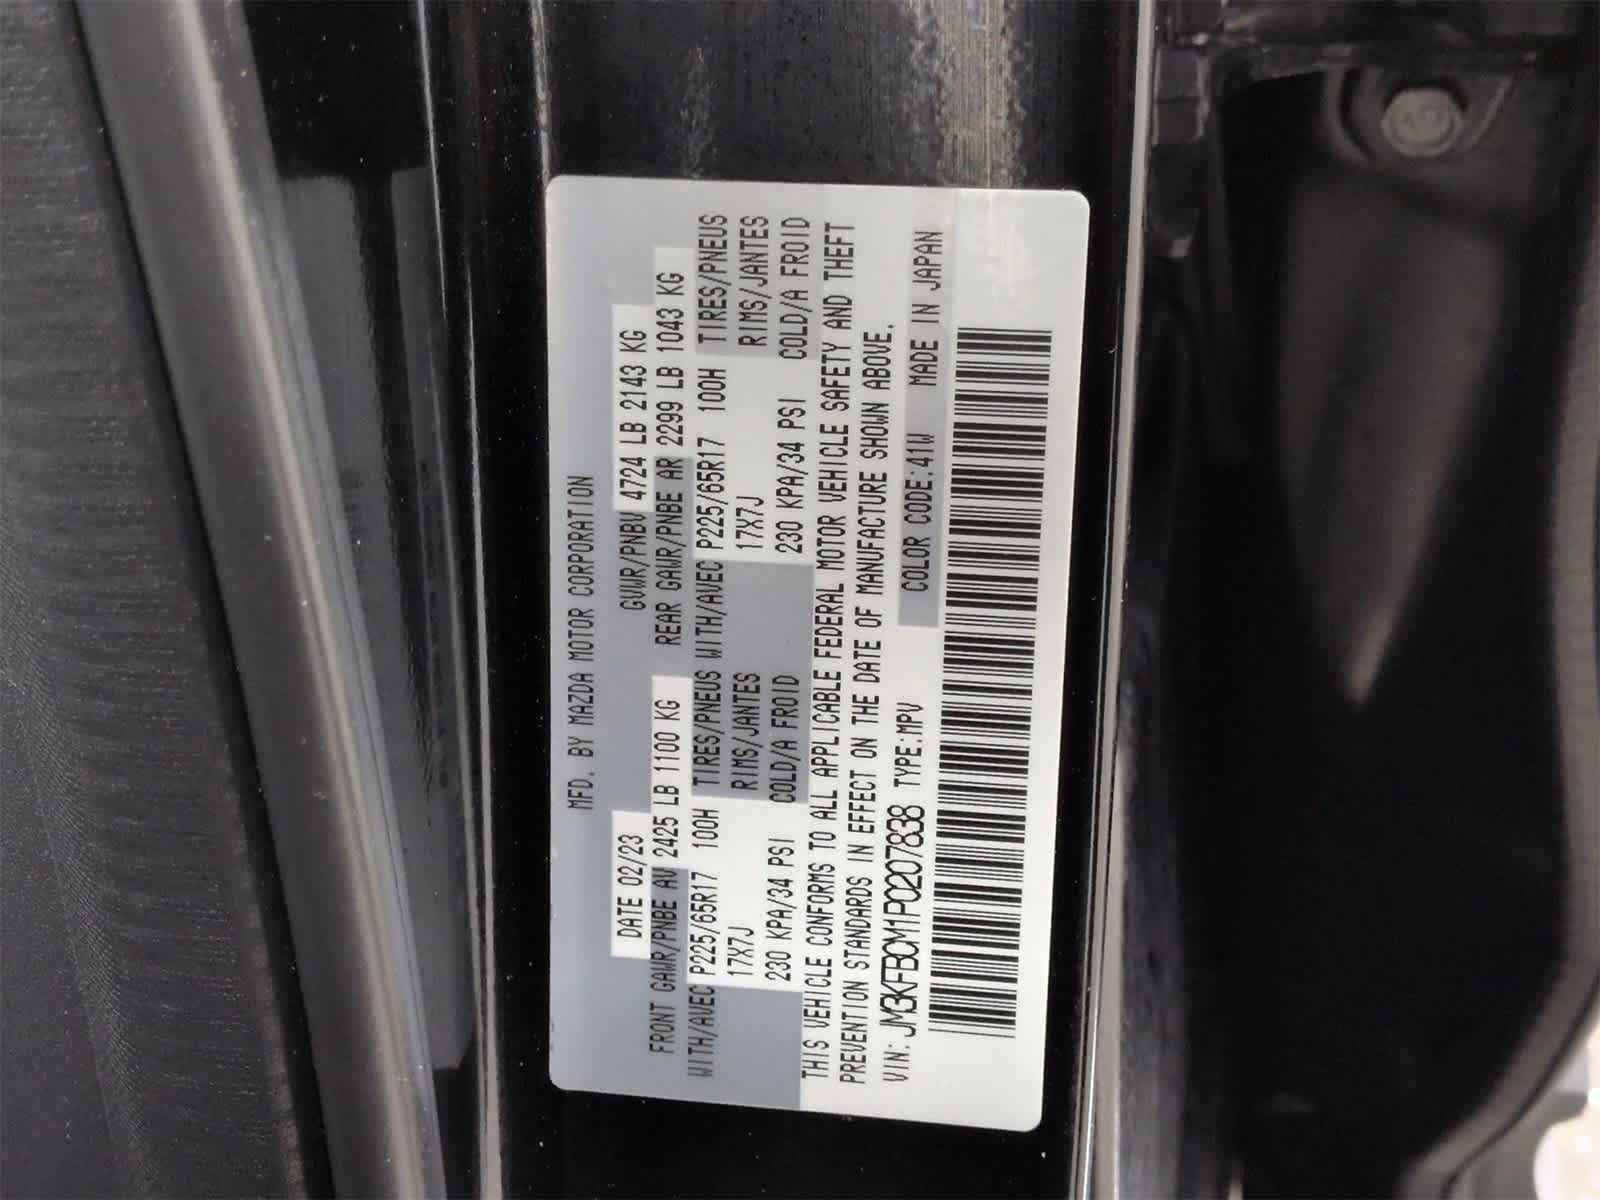 MFD. BY MAZDA MOTOR CORPORATION
DATE 02/23 GVWR/PNBV 4724 LB 2143 KG
FRONT GAWR/PNBE AV 2425 LB 1100 KG REAR GAWR/PNBE AR 2299 LB 1043 KG
WITH/AVEC P225/65R17 100H TIRES/PNEUS WITH/AVEC P225/65R17 100H TIRES/PNEUS
17X7J RIMS/JANTES 17X7J RIMS/JANTES
230 KPA/34 PSI COLD/A FROID 230 KPA/34 PSI COLD/A FROID
THIS VEHICLE CONFORMS TO ALL APPLICABLE FEDERAL MOTOR VEHICLE SAFETY AND THEFT
PREVENTION STANDARDS IN EFFECT ON THE DATE OF MANUFACTURE SHOWN ABOVE.
VIN: JM3KFBCM1P0207838 TYPE:MPV COLOR CODE:41W MADE IN JAPAN